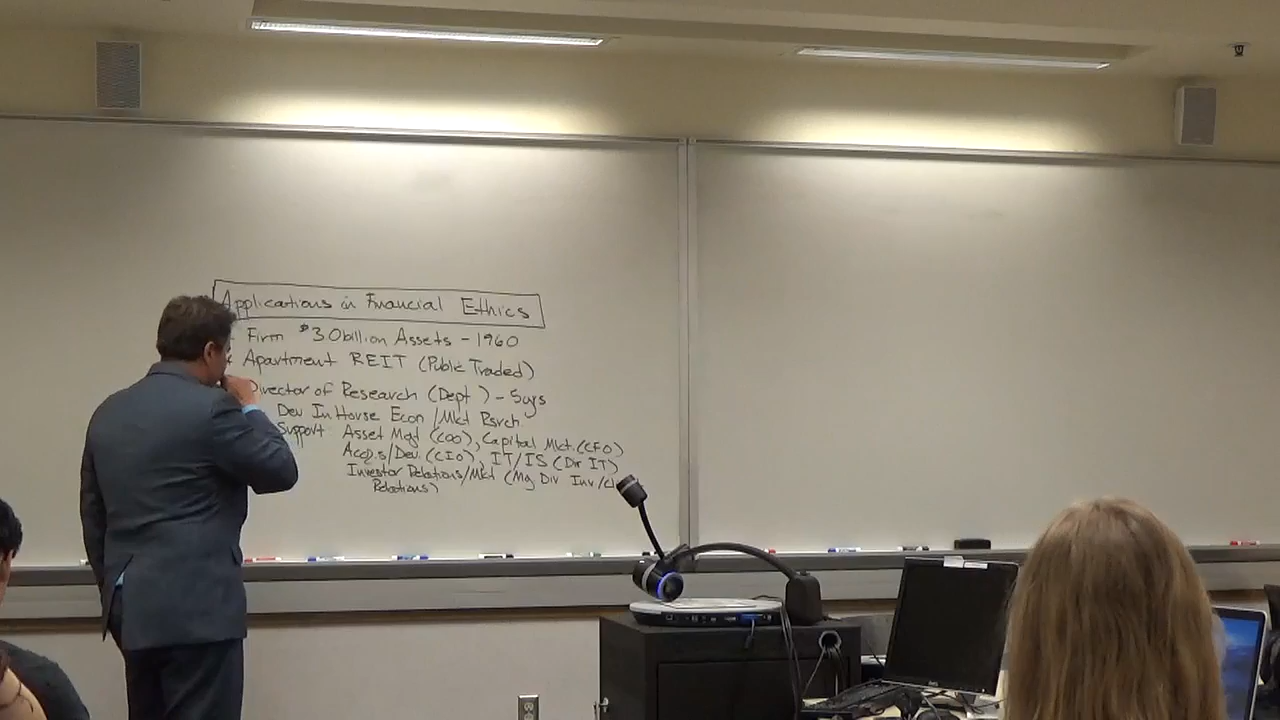 Applications in Financial Ethics
Firm $30billion Assets - 1960
Apartment REIT (Public Traded)
Director of Research (Dept ) - 5yrs
Dev In House Econ / Mkt Rsrch
Support Asset Mgt (COO), Capital Mkt. (CFO)
Acq.s/Dev. (CIO), IT/IS (Dir IT)
Investor Relations/Mkt (Mg Div Inv/
Relations)